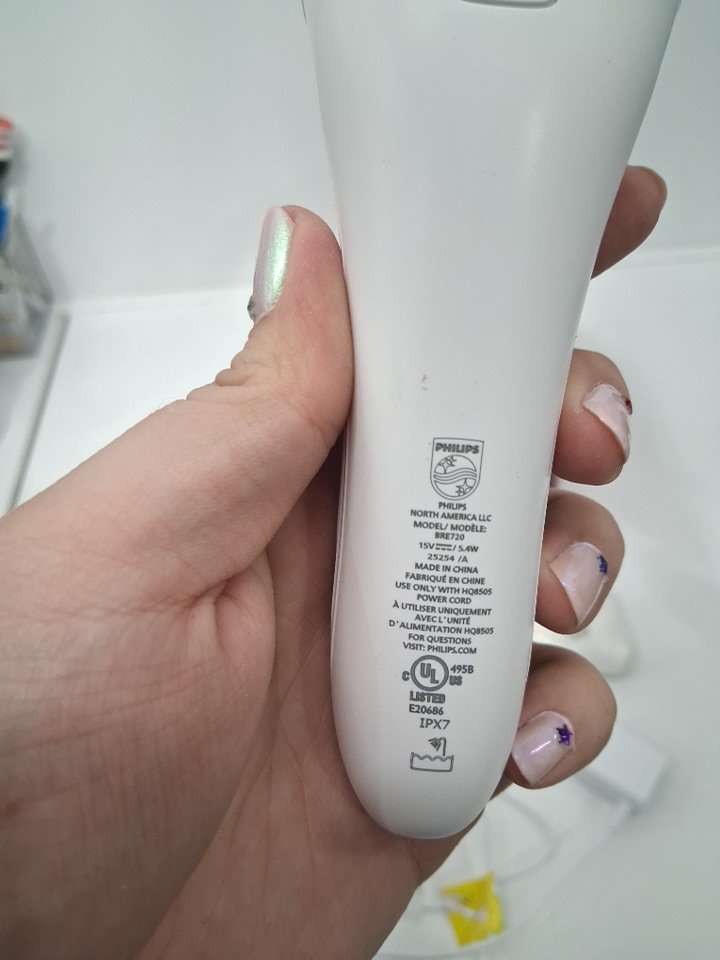 PHILIPS
PHILIPS
NORTH AMERICA LLC
MODEL/ MODÈLE:
BRE720
15V⎓/ 5.4W
25254 /A
MADE IN CHINA
FABRIQUÉ EN CHINE
USE ONLY WITH HQ8505
POWER CORD
À UTILISER UNIQUEMENT
AVEC L'UNITÉ
D'ALIMENTATION HQ8505
FOR QUESTIONS
VISIT: PHILIPS.COM
C UL US 495B
LISTED
E20686
IPX7